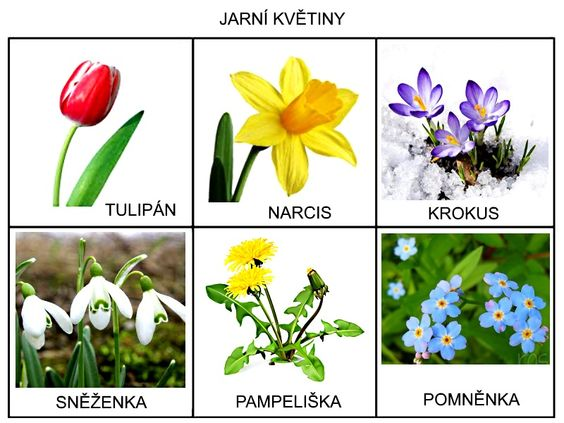 JARNÍ KVĚTINY
TULIPÁN
NARCIS
KROKUS
SNĚŽENKA
PAMPELIŠKA
POMNĚNKA